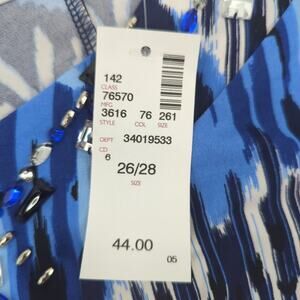 142
CLASS
76570
MFG
3616 76 261
STYLE COL SIZE
DEPT 34019533
CD
6
26/28
SIZE
44.00
05